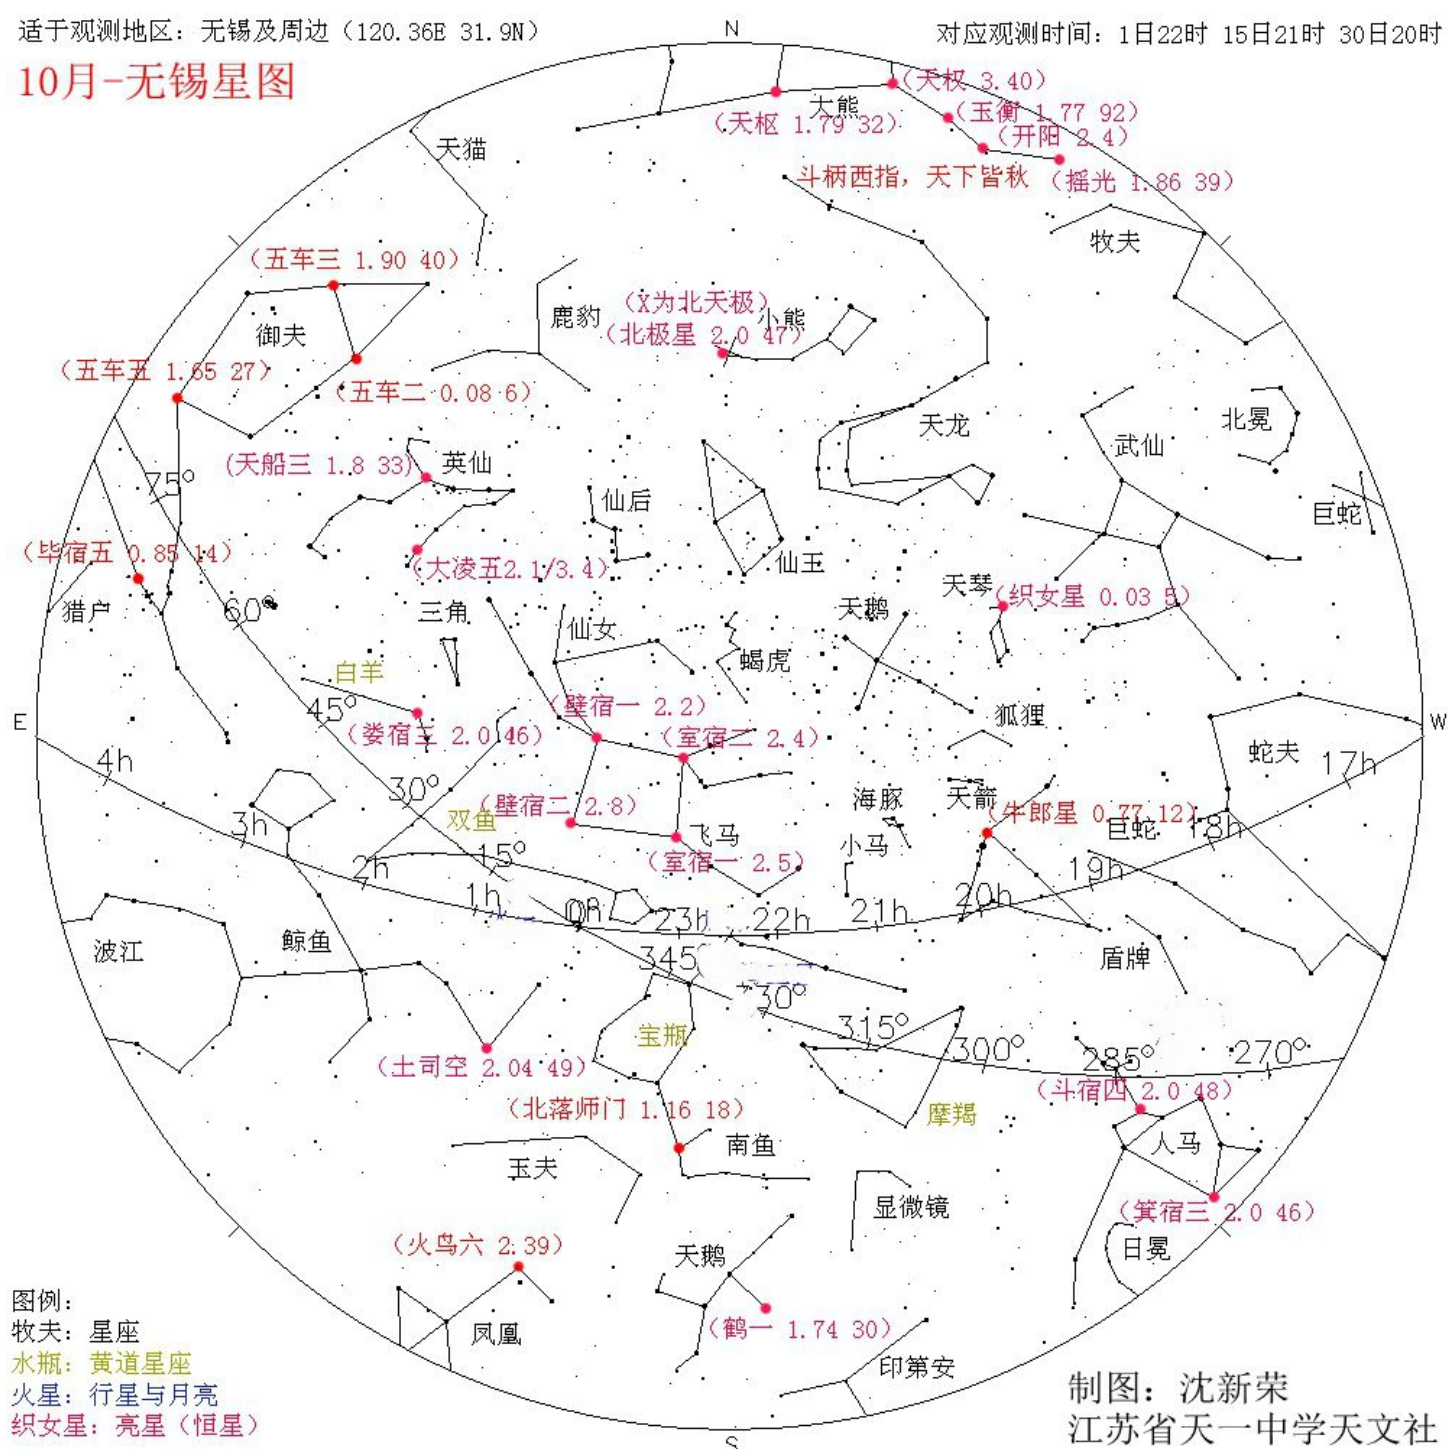 适于观测地区：无锡及周边（120.36E 31.9N）
N
对应观测时间：1日22时 15日21时 30日20时
10月-无锡星图
（天权 3.40）
大熊
（玉衡 1.77 92）
（天枢 1.79 32）
（开阳 2.4）
天猫
斗柄西指，天下皆秋
（摇光 1.86 39）
牧夫
（五车三 1.90 40）
鹿豹
（X为北天极）
小熊
御夫
（北极星 2.0 47）
（五车五 1.65 27）
（五车二 0.08 6）
天龙
北冕
武仙
（天船三 1.8 33）
英仙
75°
仙后
巨蛇
（毕宿五 0.85 14）
（大凌五2.1/3.4）
仙王
天琴
（织女星 0.03 5）
猎户
60°
三角
天鹅
仙女
蝎虎
白羊
45°
（壁宿一 2.2）
狐狸
E
（娄宿三 2.0 46）
（室宿二 2.4）
W
蛇夫
4h
17h
30°
（壁宿二 2.8）
海豚
天箭
双鱼
（牛郎星 0.77 12）
3h
飞马
巨蛇
18h
小马
15°
（室宿一 2.5）
2h
19h
1h
0h
23h
22h
21h
20h
波江
鲸鱼
345
盾牌
30°
宝瓶
315°
300°
285°
270°
（土司空 2.04 49）
（斗宿四 2.0 48）
（北落师门 1.16 18）
摩羯
南鱼
人马
玉夫
显微镜
（箕宿三 2.0 46）
（火鸟六 2.39）
天鹅
日冕
图例：
牧夫：星座
凤凰
（鹤一 1.74 30）
水瓶：黄道星座
印第安
火星：行星与月亮
制图：沈新荣
织女星：亮星（恒星）
江苏省天一中学天文社
S